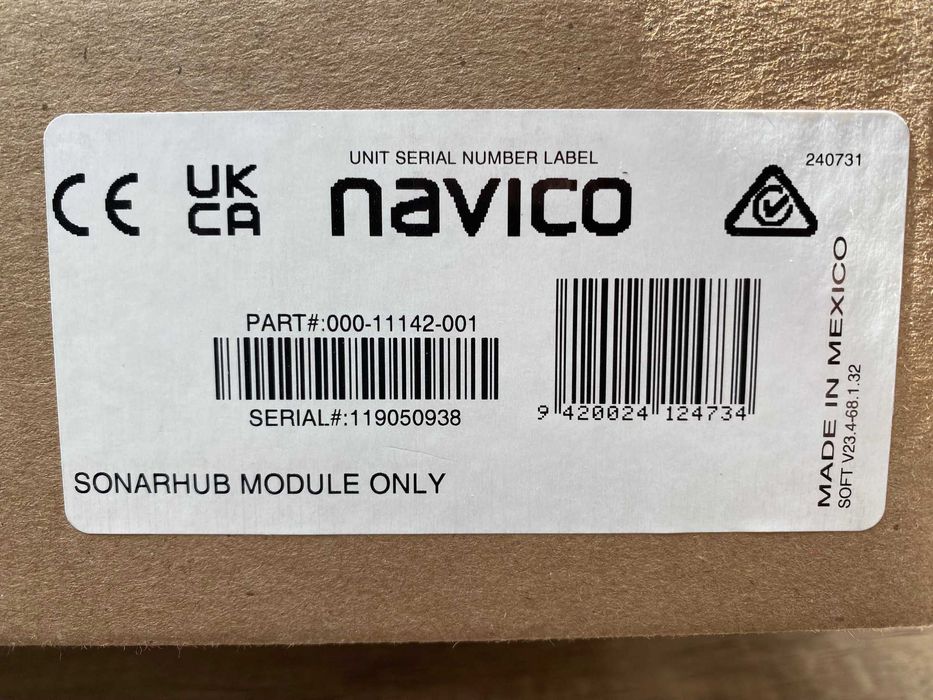 CE
UK
CA
UNIT SERIAL NUMBER LABEL
navico
240731
PART#:000-11142-001
SERIAL#:119050938
9 420024 124734
SONARHUB MODULE ONLY
MADE IN MEXICO
SOFT V23.4-68.1.32